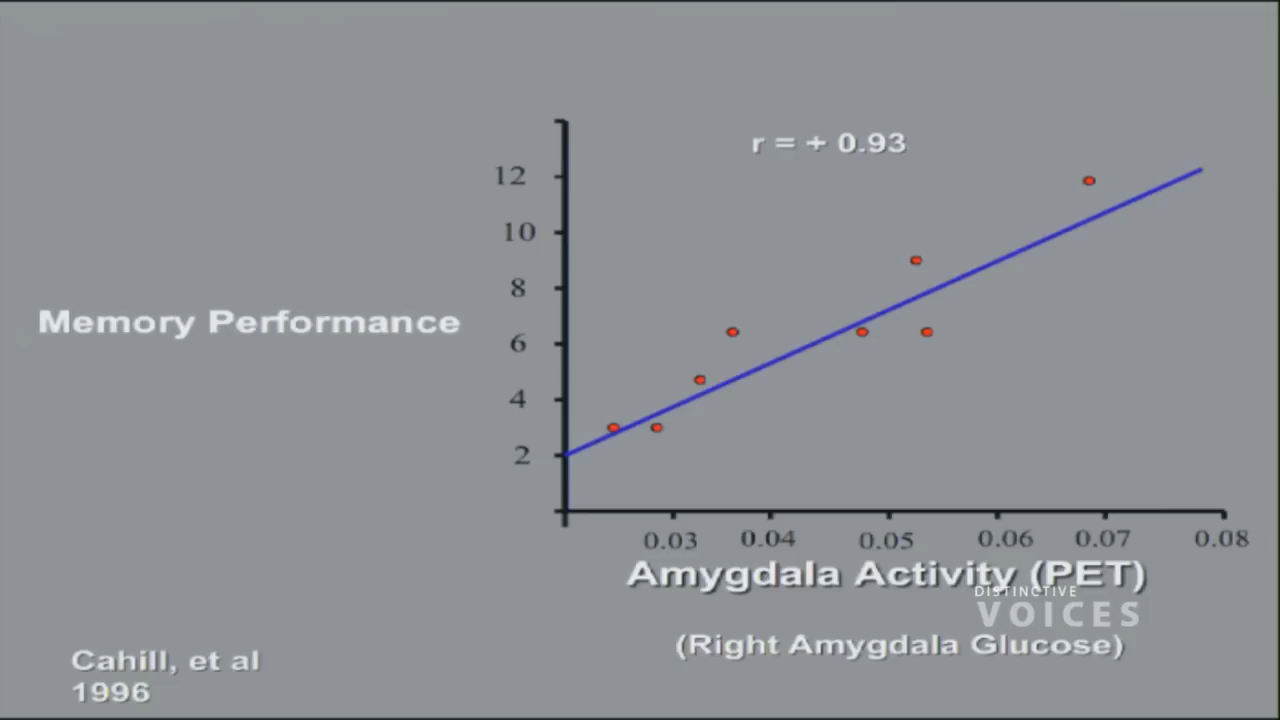 r = + 0.93
12
10
8
Memory Performance
6
4
2
0.03 0.04 0.05 0.06 0.07 0.08
Amygdala Activity (PET)
DISTINCTIVE
VOICES
(Right Amygdala Glucose)
Cahill, et al
1996